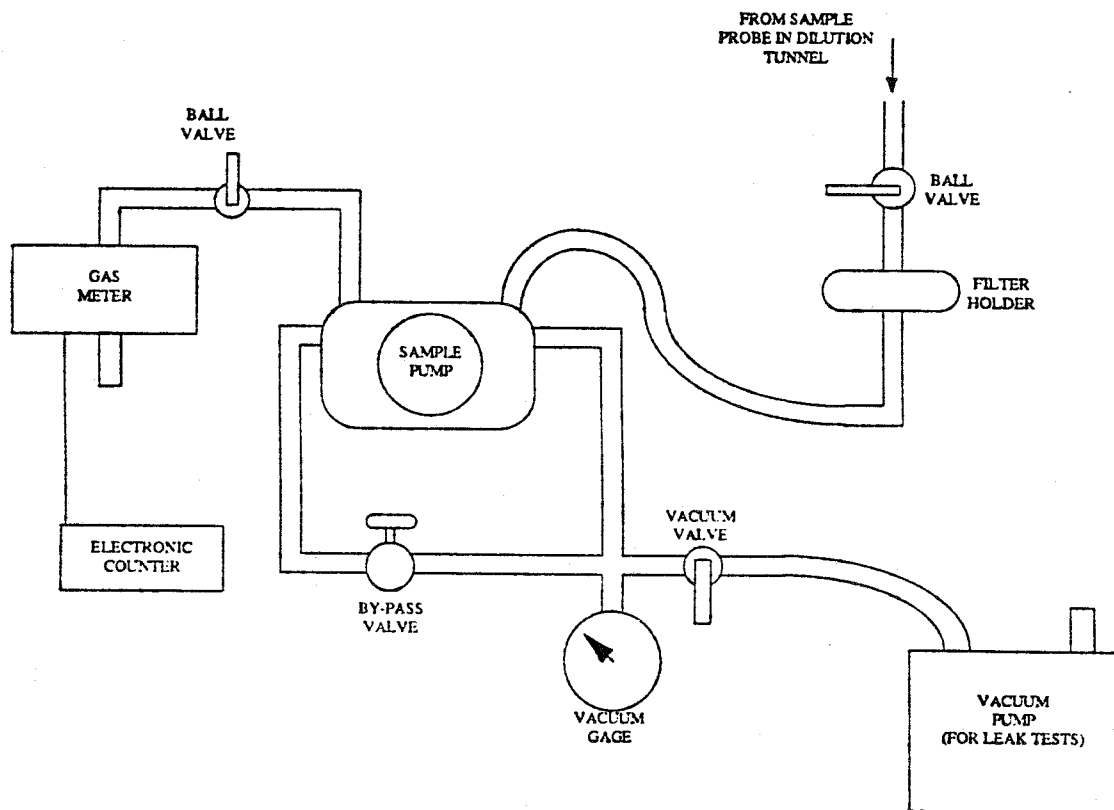 FROM SAMPLE
PROBE IN DILUTION
TUNNEL
BALL
VALVE
BALL
VALVE
GAS
METER
FILTER
HOLDER
SAMPLE
PUMP
VACUUM
VALVE
ELECTRONIC
COUNTER
BY-PASS
VALVE
VACUUM
GAGE
VACUUM
PUMP
(FOR LEAK TESTS)